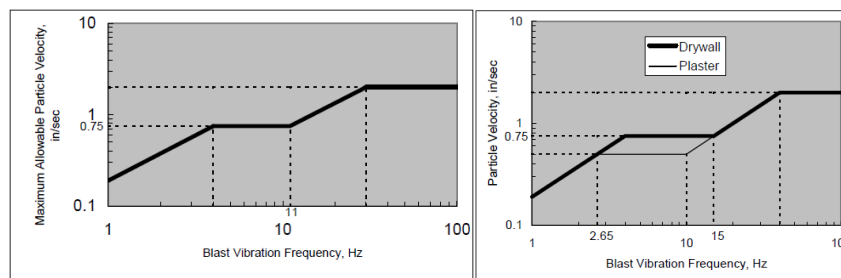 10
1
0.75
0.1
Maximum Allowable Particle Velocity,
in/sec
1
10
11
100
Blast Vibration Frequency, Hz
10
1
0.75
0.1
Particle Velocity, in/sec
Drywall
Plaster
1
2.65
10
15
10
Blast Vibration Frequency, Hz